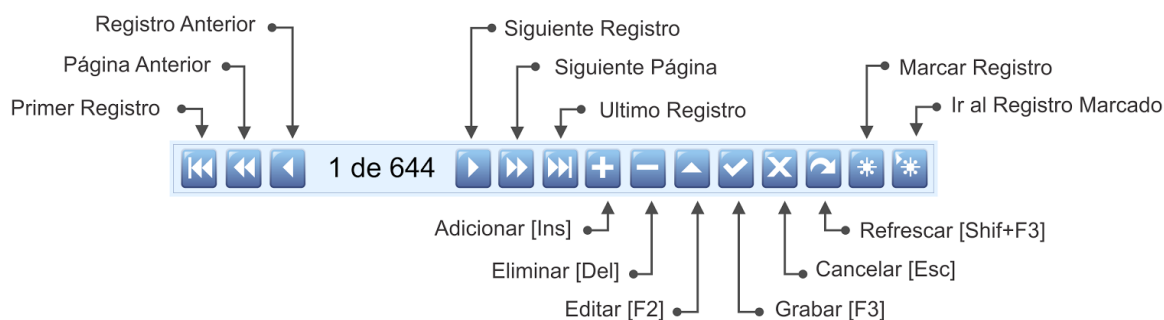 Registro Anterior
Siguiente Registro
Página Anterior
Siguiente Página
Marcar Registro
Primer Registro
Ultimo Registro
Ir al Registro Marcado
1 de 644
Adicionar [Ins]
Refrescar [Shif+F3]
Eliminar [Del]
Cancelar [Esc]
Editar [F2]
Grabar [F3]